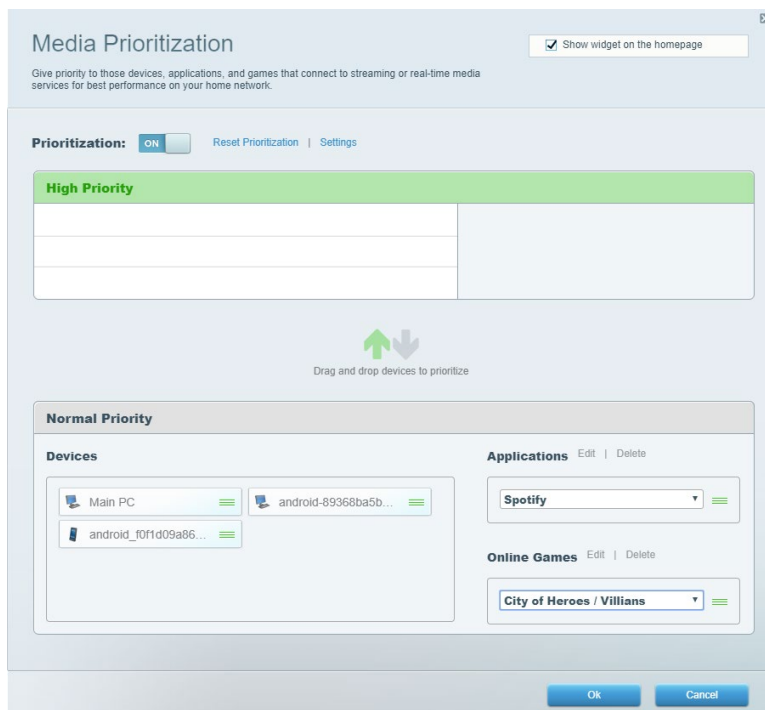 Media Prioritization
Show widget on the homepage
Give priority to those devices, applications, and games that connect to streaming or real-time media
services for best performance on your home network.
Prioritization: ON Reset Prioritization | Settings
High Priority
Drag and drop devices to prioritize
Normal Priority
Devices
Main PC
android-89368ba5b...
android_f0f1d09a86...
Applications Edit | Delete
Spotify
Online Games Edit | Delete
City of Heroes / Villians
Ok Cancel